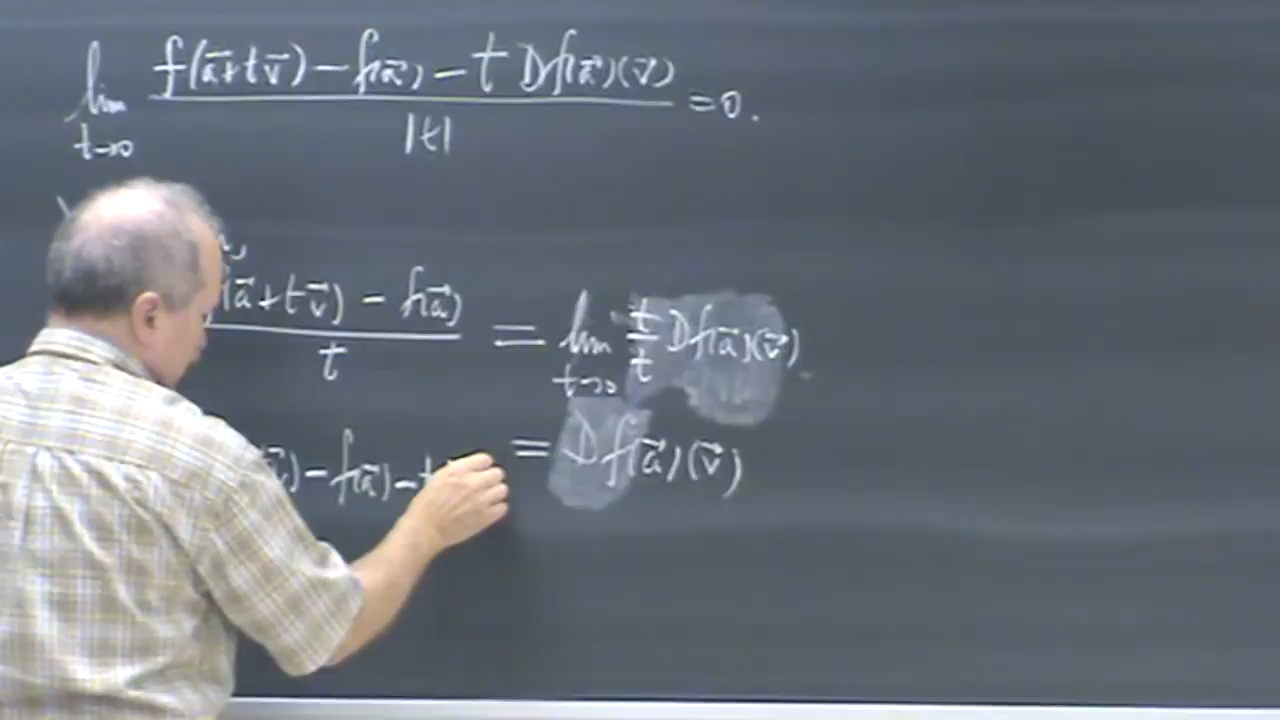 lim t→0 f(a⃗+tv⃗) − f(a⃗) − t Df(a⃗)(v⃗) / |t| = 0.
(a⃗+tv⃗) − f(a⃗) / t = lim t→0 t/t Df(a⃗)(v⃗)
) − f(a⃗) − t = Df(a⃗)(v⃗)